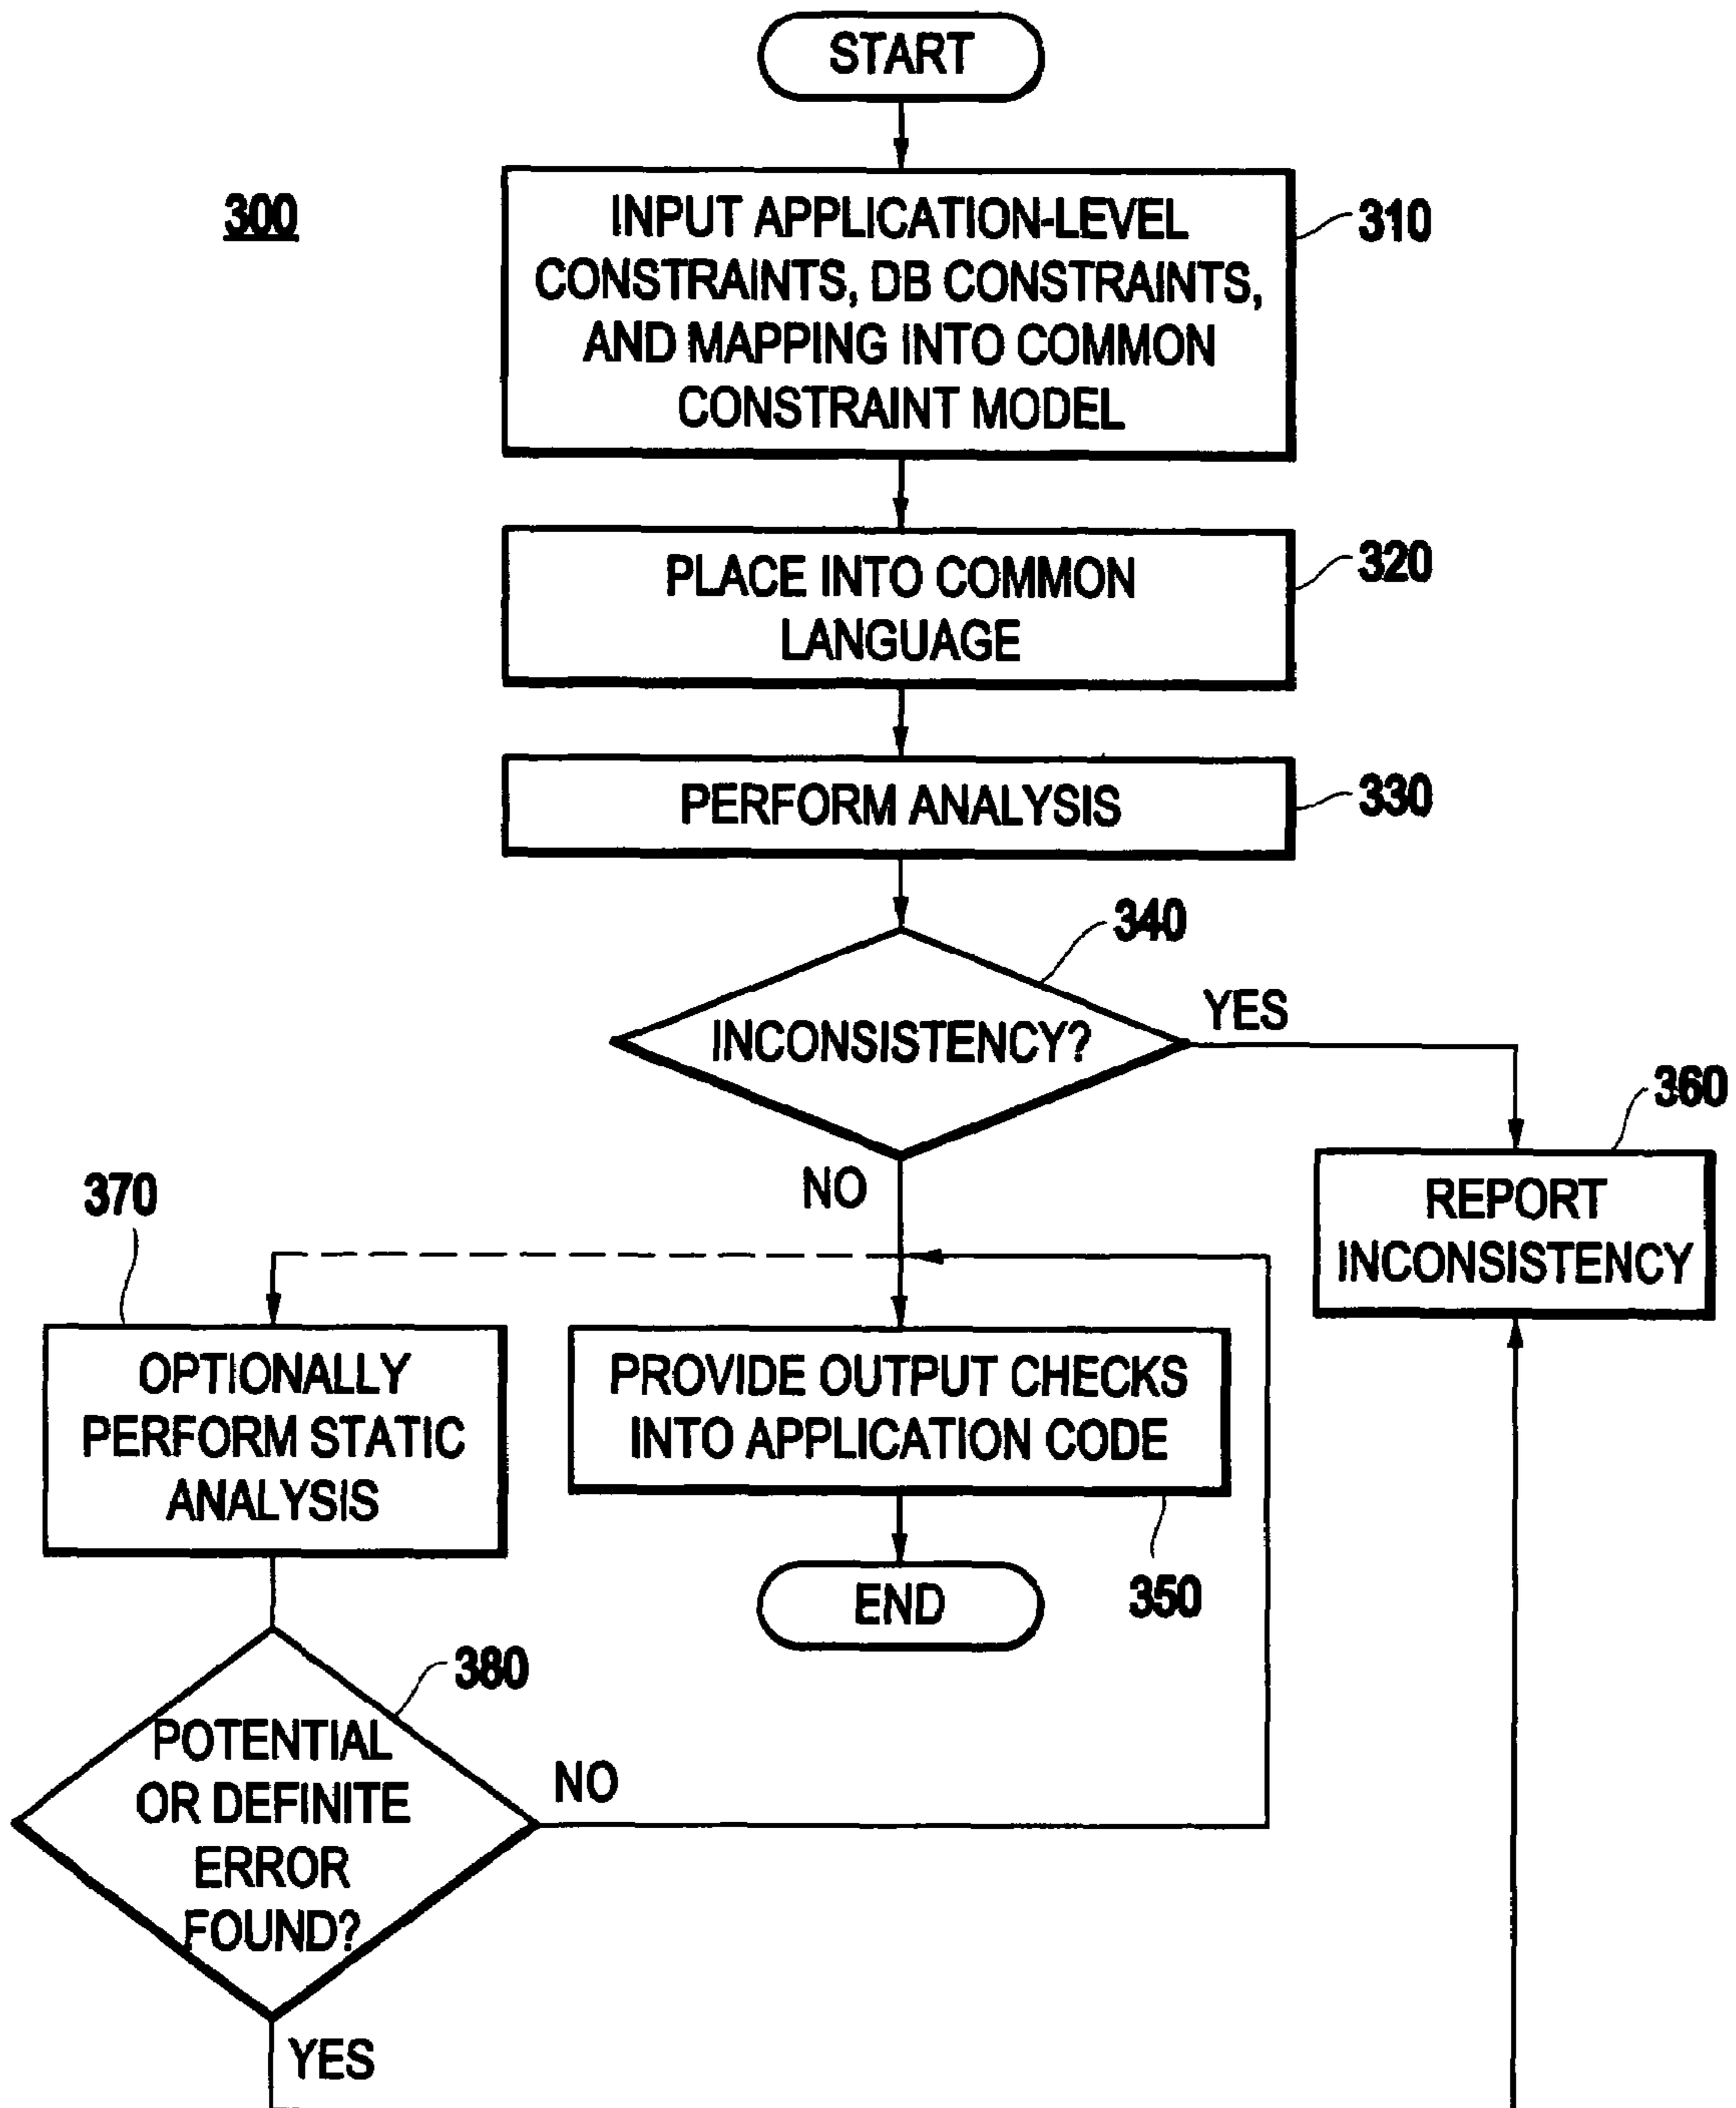 START
300
INPUT APPLICATION-LEVEL
CONSTRAINTS, DB CONSTRAINTS,
AND MAPPING INTO COMMON
CONSTRAINT MODEL
310
PLACE INTO COMMON
LANGUAGE
320
PERFORM ANALYSIS
330
340
INCONSISTENCY?
YES
NO
360
REPORT
INCONSISTENCY
370
OPTIONALLY
PERFORM STATIC
ANALYSIS
PROVIDE OUTPUT CHECKS
INTO APPLICATION CODE
350
END
380
POTENTIAL
OR DEFINITE
ERROR
FOUND?
NO
YES